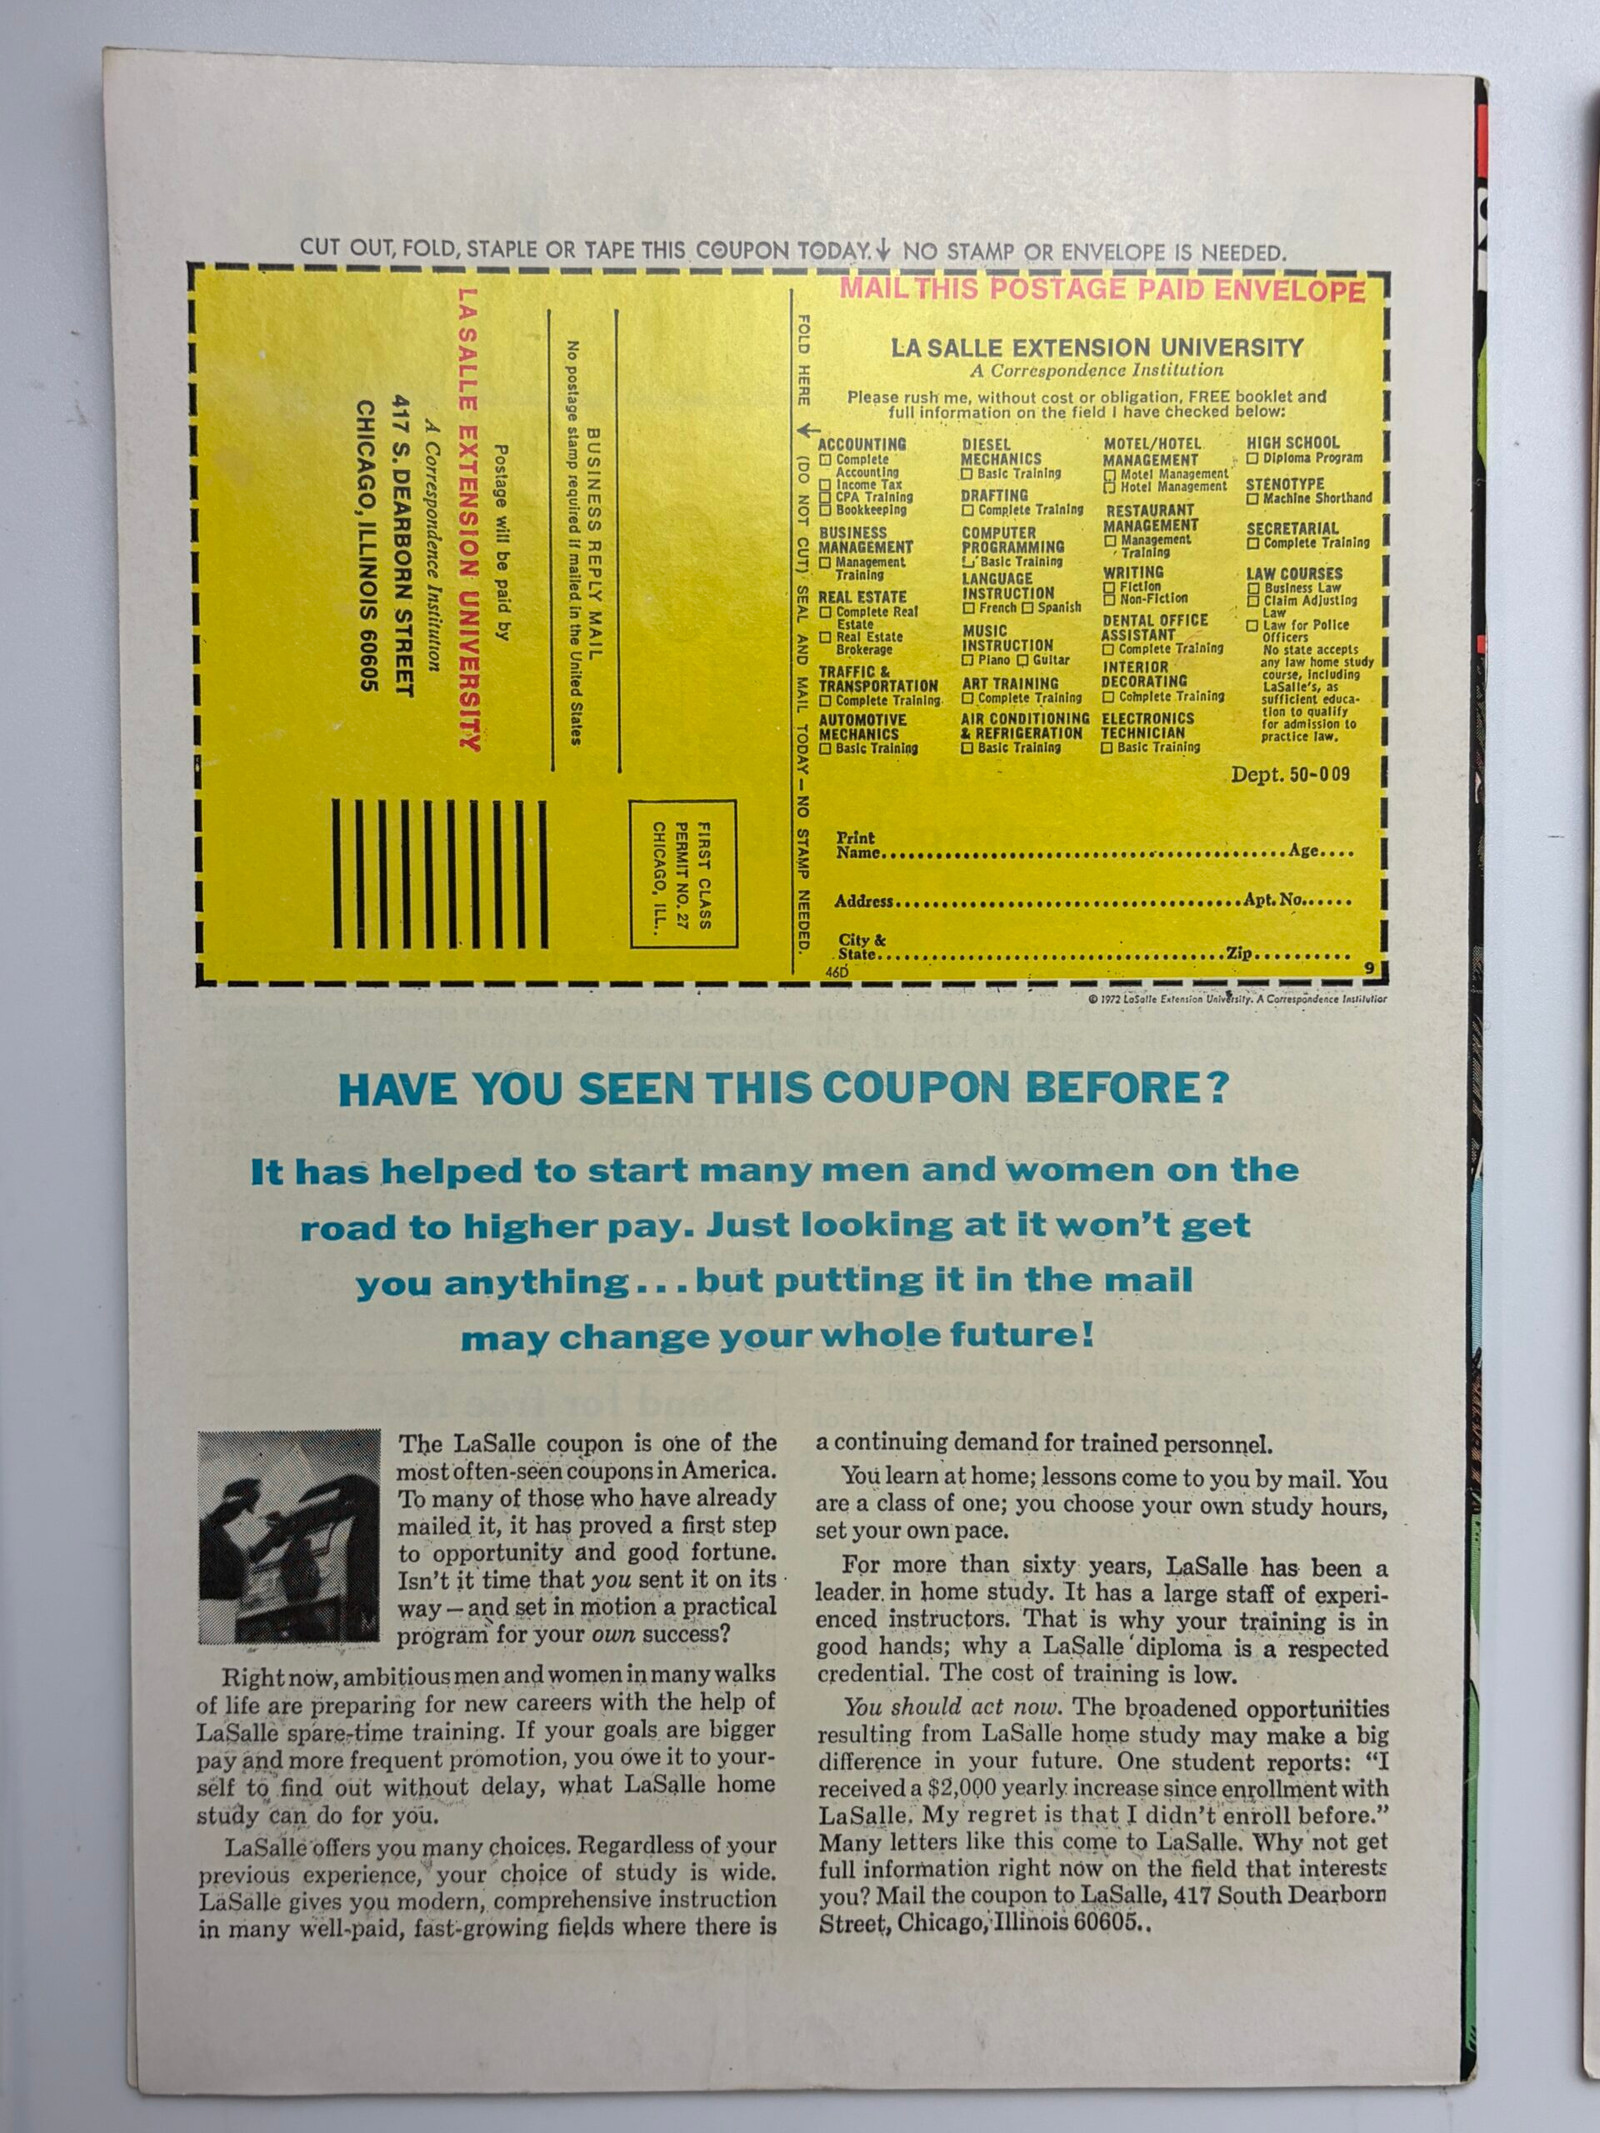 CUT OUT, FOLD, STAPLE OR TAPE THIS COUPON TODAY.↓ NO STAMP OR ENVELOPE IS NEEDED.
LA SALLE EXTENSION UNIVERSITY
A Correspondence Institution
417 S. DEARBORN STREET
CHICAGO, ILLINOIS 60605
Postage will be paid by
No postage stamp required if mailed in the United States
BUSINESS REPLY MAIL
FIRST CLASS
PERMIT NO. 27
CHICAGO, ILL..
FOLD HERE ↓ (DO NOT CUT) SEAL AND MAIL TODAY — NO STAMP NEEDED.
MAIL THIS POSTAGE PAID ENVELOPE
LA SALLE EXTENSION UNIVERSITY
A Correspondence Institution
Please rush me, without cost or obligation, FREE booklet and
full information on the field I have checked below:
ACCOUNTING
☐ Complete
Accounting
☐ Income Tax
☐ CPA Training
☐ Bookkeeping
BUSINESS
MANAGEMENT
☐ Management
Training
REAL ESTATE
☐ Complete Real
Estate
☐ Real Estate
Brokerage
TRAFFIC &
TRANSPORTATION
☐ Complete Training
AUTOMOTIVE
MECHANICS
☐ Basic Training
DIESEL
MECHANICS
☐ Basic Training
DRAFTING
☐ Complete Training
COMPUTER
PROGRAMMING
☐ Basic Training
LANGUAGE
INSTRUCTION
☐ French ☐ Spanish
MUSIC
INSTRUCTION
☐ Piano ☐ Guitar
ART TRAINING
☐ Complete Training
AIR CONDITIONING
& REFRIGERATION
☐ Basic Training
MOTEL/HOTEL
MANAGEMENT
☐ Motel Management
☐ Hotel Management
RESTAURANT
MANAGEMENT
☐ Management
Training
WRITING
☐ Fiction
☐ Non-Fiction
DENTAL OFFICE
ASSISTANT
☐ Complete Training
INTERIOR
DECORATING
☐ Complete Training
ELECTRONICS
TECHNICIAN
☐ Basic Training
HIGH SCHOOL
☐ Diploma Program
STENOTYPE
☐ Machine Shorthand
SECRETARIAL
☐ Complete Training
LAW COURSES
☐ Business Law
☐ Claim Adjusting
Law
☐ Law for Police
Officers
No state accepts
any law home study
course, including
LaSalle's, as
sufficient educa-
tion to qualify
for admission to
practice law.
Dept. 50-009
Print
Name.......... Age....
Address.......... Apt. No......
City &
State.......... Zip..........
46D 9
© 1972 LaSalle Extension University. A Correspondence Institution
HAVE YOU SEEN THIS COUPON BEFORE?
It has helped to start many men and women on the
road to higher pay. Just looking at it won't get
you anything...but putting it in the mail
may change your whole future!
The LaSalle coupon is one of the
most often-seen coupons in America.
To many of those who have already
mailed it, it has proved a first step
to opportunity and good fortune.
Isn't it time that you sent it on its
way—and set in motion a practical
program for your own success?
Right now, ambitious men and women in many walks
of life are preparing for new careers with the help of
LaSalle spare-time training. If your goals are bigger
pay and more frequent promotion, you owe it to your-
self to find out without delay, what LaSalle home
study can do for you.
LaSalle offers you many choices. Regardless of your
previous experience, your choice of study is wide.
LaSalle gives you modern, comprehensive instruction
in many well-paid, fast-growing fields where there is
a continuing demand for trained personnel.
You learn at home; lessons come to you by mail. You
are a class of one; you choose your own study hours,
set your own pace.
For more than sixty years, LaSalle has been a
leader in home study. It has a large staff of experi-
enced instructors. That is why your training is in
good hands; why a LaSalle diploma is a respected
credential. The cost of training is low.
You should act now. The broadened opportunities
resulting from LaSalle home study may make a big
difference in your future. One student reports: “I
received a $2,000 yearly increase since enrollment with
LaSalle. My regret is that I didn't enroll before.”
Many letters like this come to LaSalle. Why not get
full information right now on the field that interests
you? Mail the coupon to LaSalle, 417 South Dearborn
Street, Chicago, Illinois 60605..